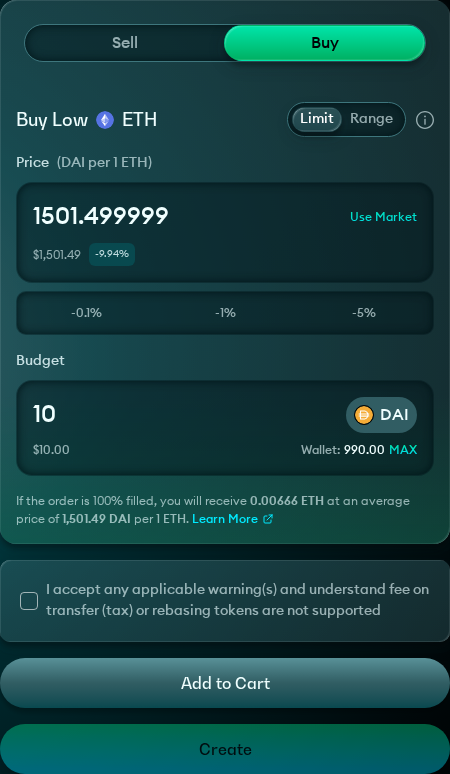 Sell Buy
Buy Low ETH Limit Range
Price (DAI per 1 ETH)
1501.499999 Use Market
$1,501.49 -9.94%
-0.1% -1% -5%
Budget
10 DAI
$10.00 Wallet: 990.00 MAX
If the order is 100% filled, you will receive 0.00666 ETH at an average
price of 1,501.49 DAI per 1 ETH. Learn More
I accept any applicable warning(s) and understand fee on
transfer (tax) or rebasing tokens are not supported
Add to Cart
Create